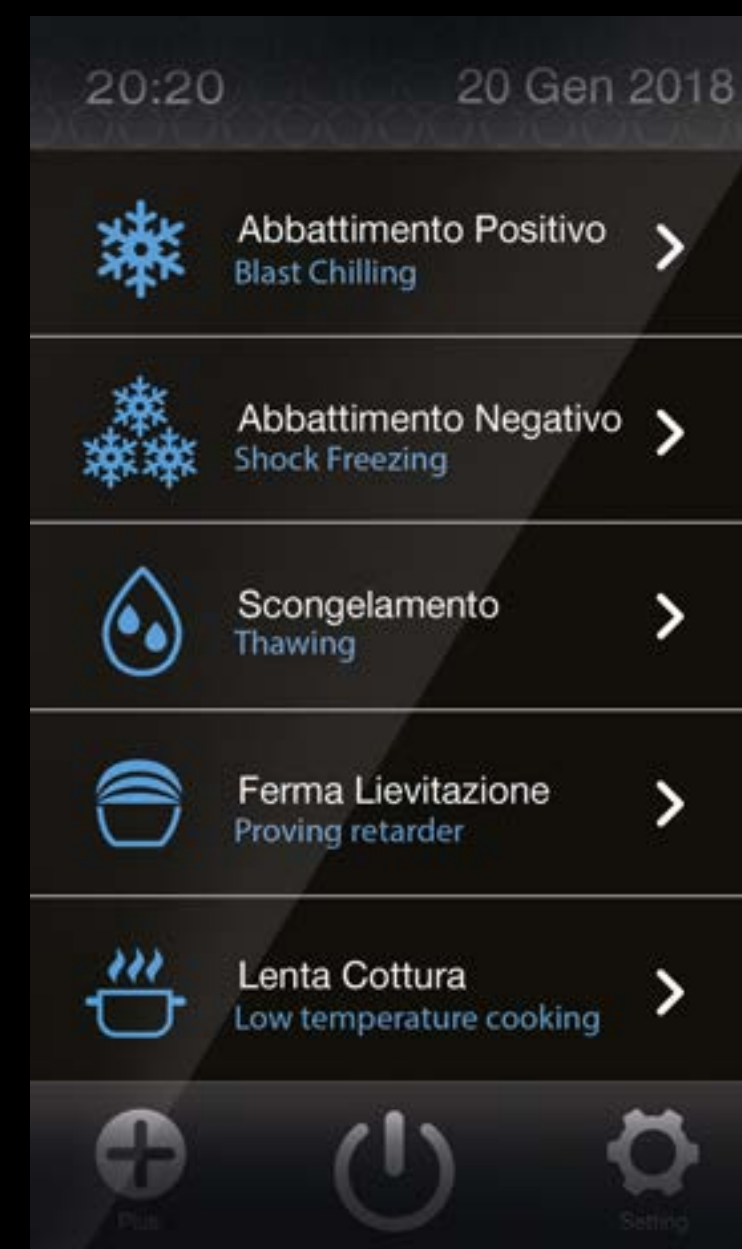 20:20 20 Gen 2018
Abbattimento Positivo
Blast Chilling
Abbattimento Negativo
Shock Freezing
Scongelamento
Thawing
Ferma Lievitazione
Proving retarder
Lenta Cottura
Low temperature cooking
Plus Setting